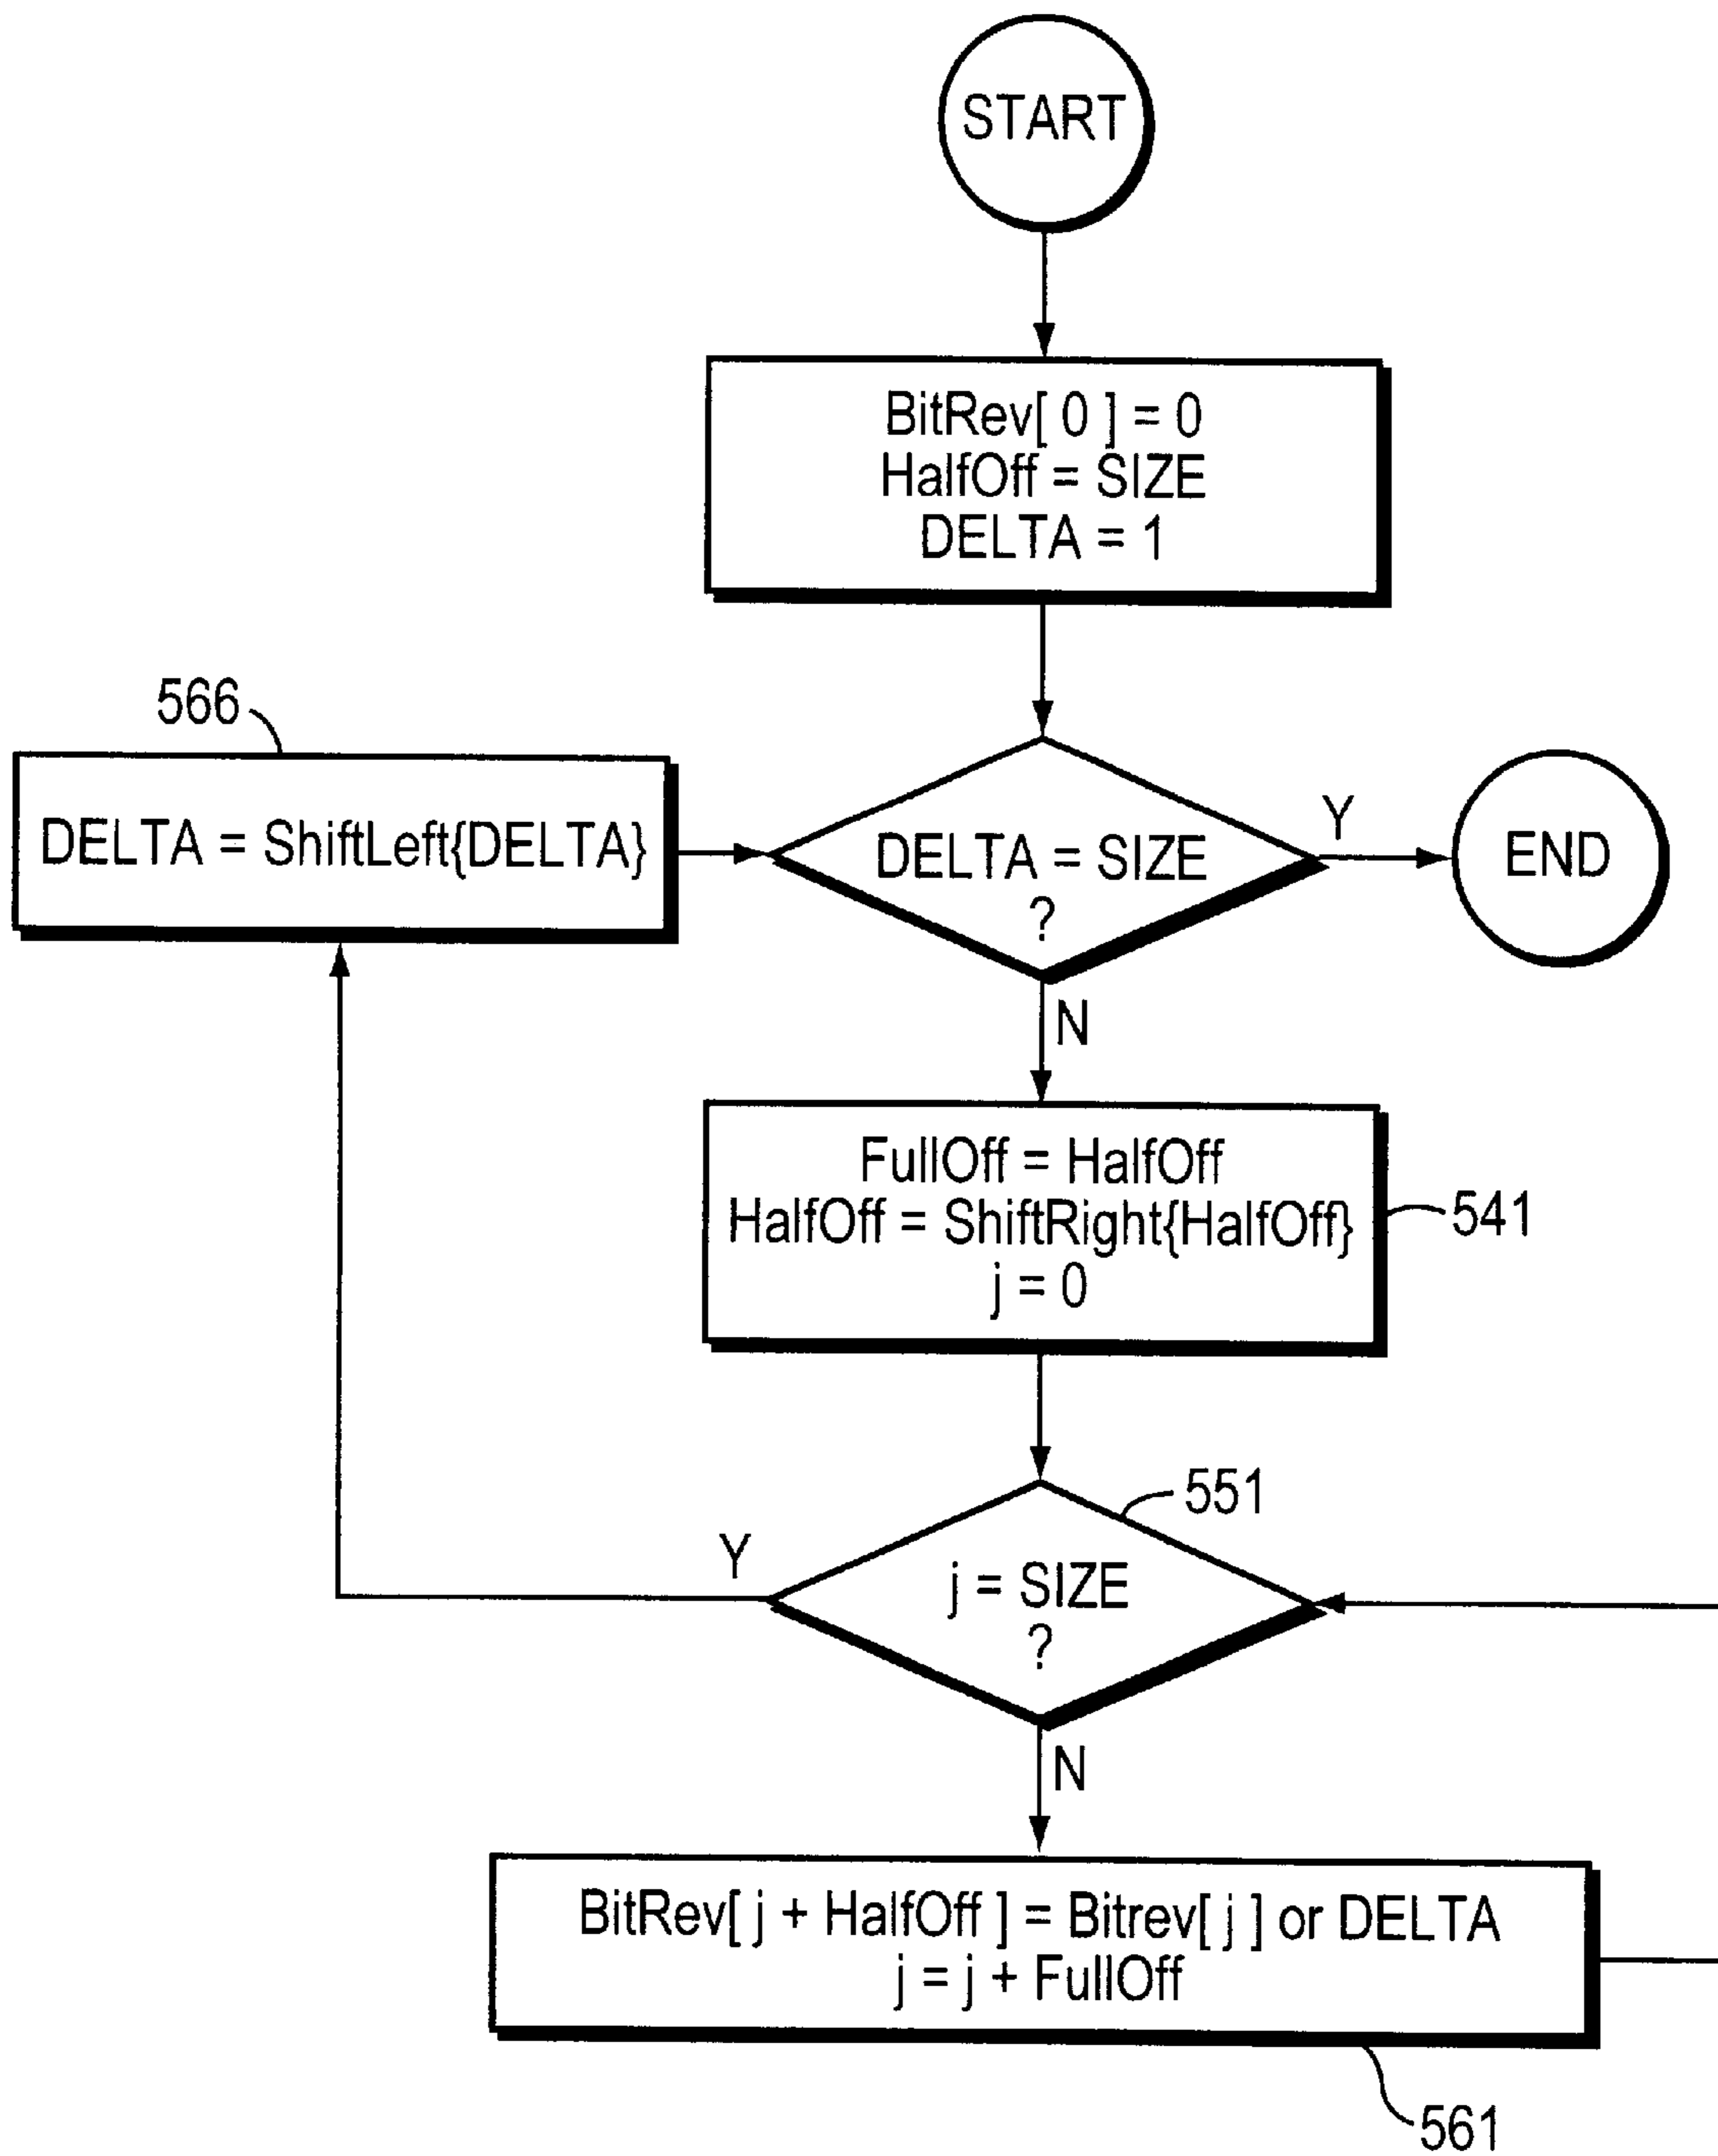 START
BitRev[ 0 ] = 0
HalfOff = SIZE
DELTA = 1
566
DELTA = ShiftLeft{DELTA}
DELTA = SIZE
?
Y
END
N
FullOff = HalfOff
HalfOff = ShiftRight{HalfOff}
j = 0
541
551
Y
j = SIZE
?
N
BitRev[ j + HalfOff ] = Bitrev[ j ] or DELTA
j = j + FullOff
561